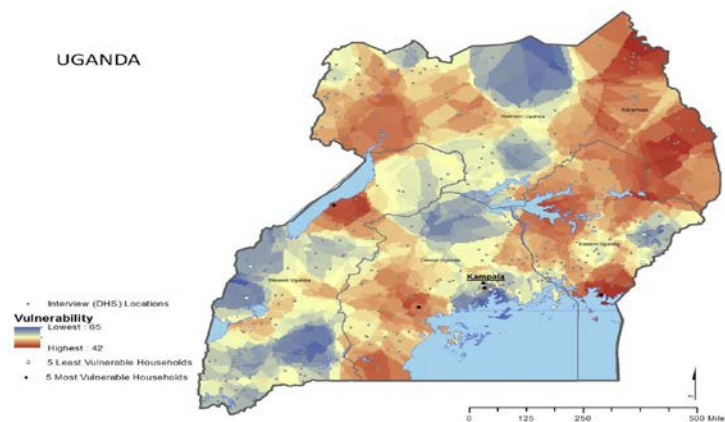 UGANDA
Karamoja
Northern Uganda
Eastern Uganda
Central Uganda
Kampala
Western Uganda
Interview (DHS) Locations
Vulnerability
Lowest : 65
Highest : 42
5 Least Vulnerable Households
5 Most Vulnerable Households
0 125 250 500 Mile